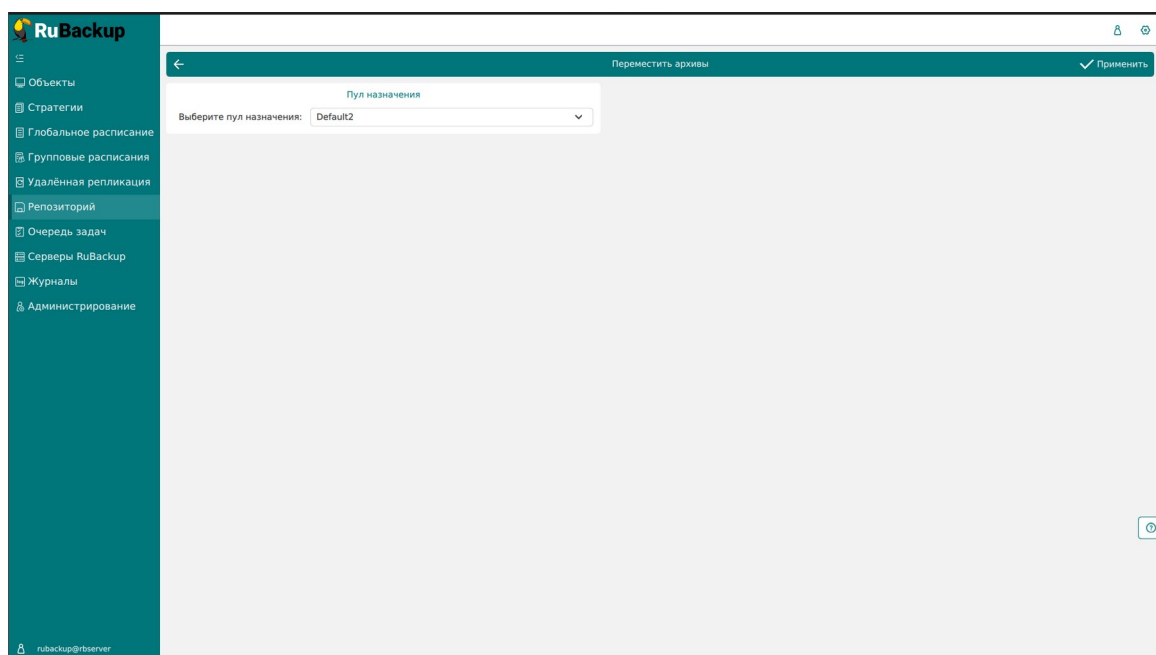 RuBackup
Переместить архивы
Применить
Объекты
Стратегии
Глобальное расписание
Групповые расписания
Удалённая репликация
Репозиторий
Очередь задач
Серверы RuBackup
Журналы
Администрирование
Пул назначения
Выберите пул назначения: Default2
rubackup@rbserver